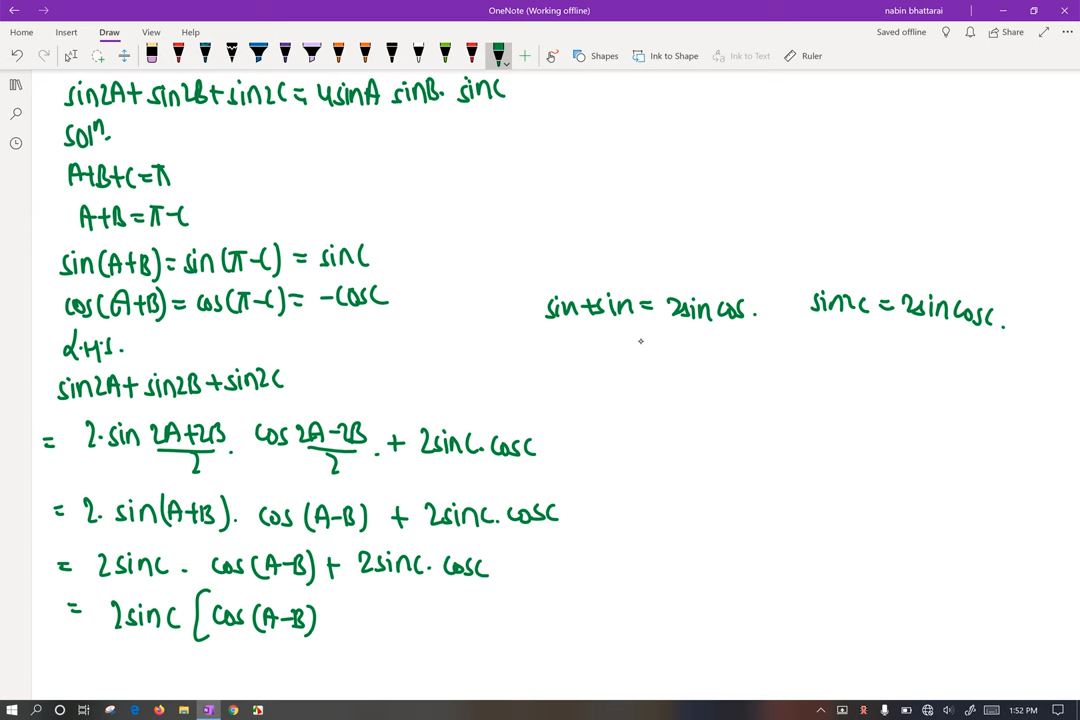 OneNote (Working offline)
nabin bhattarai
Home Insert Draw View Help
Saved offline Share
Shapes Ink to Shape Ink to Text Ruler
sin2A+ sin2B+sin2C= 4sinA sinB. sinC
Solⁿ.
A+B+C=π
A+B=π-C
sin(A+B)= sin(π-C) = sinC
cos(A+B)= cos(π-C)= -cosC
sin+sin= 2sin cos. sin2C = 2sin cosC.
L.H.S.
sin2A+ sin2B+sin2C
= 2.sin (2A+2B)/2 . cos (2A-2B)/2 . + 2sinC.cosC
= 2. sin(A+B). cos (A-B) + 2sinC.cosC
= 2sinC . cos(A-B)+ 2sinC. cosC
= 2sinC [cos(A-B)
1:52 PM